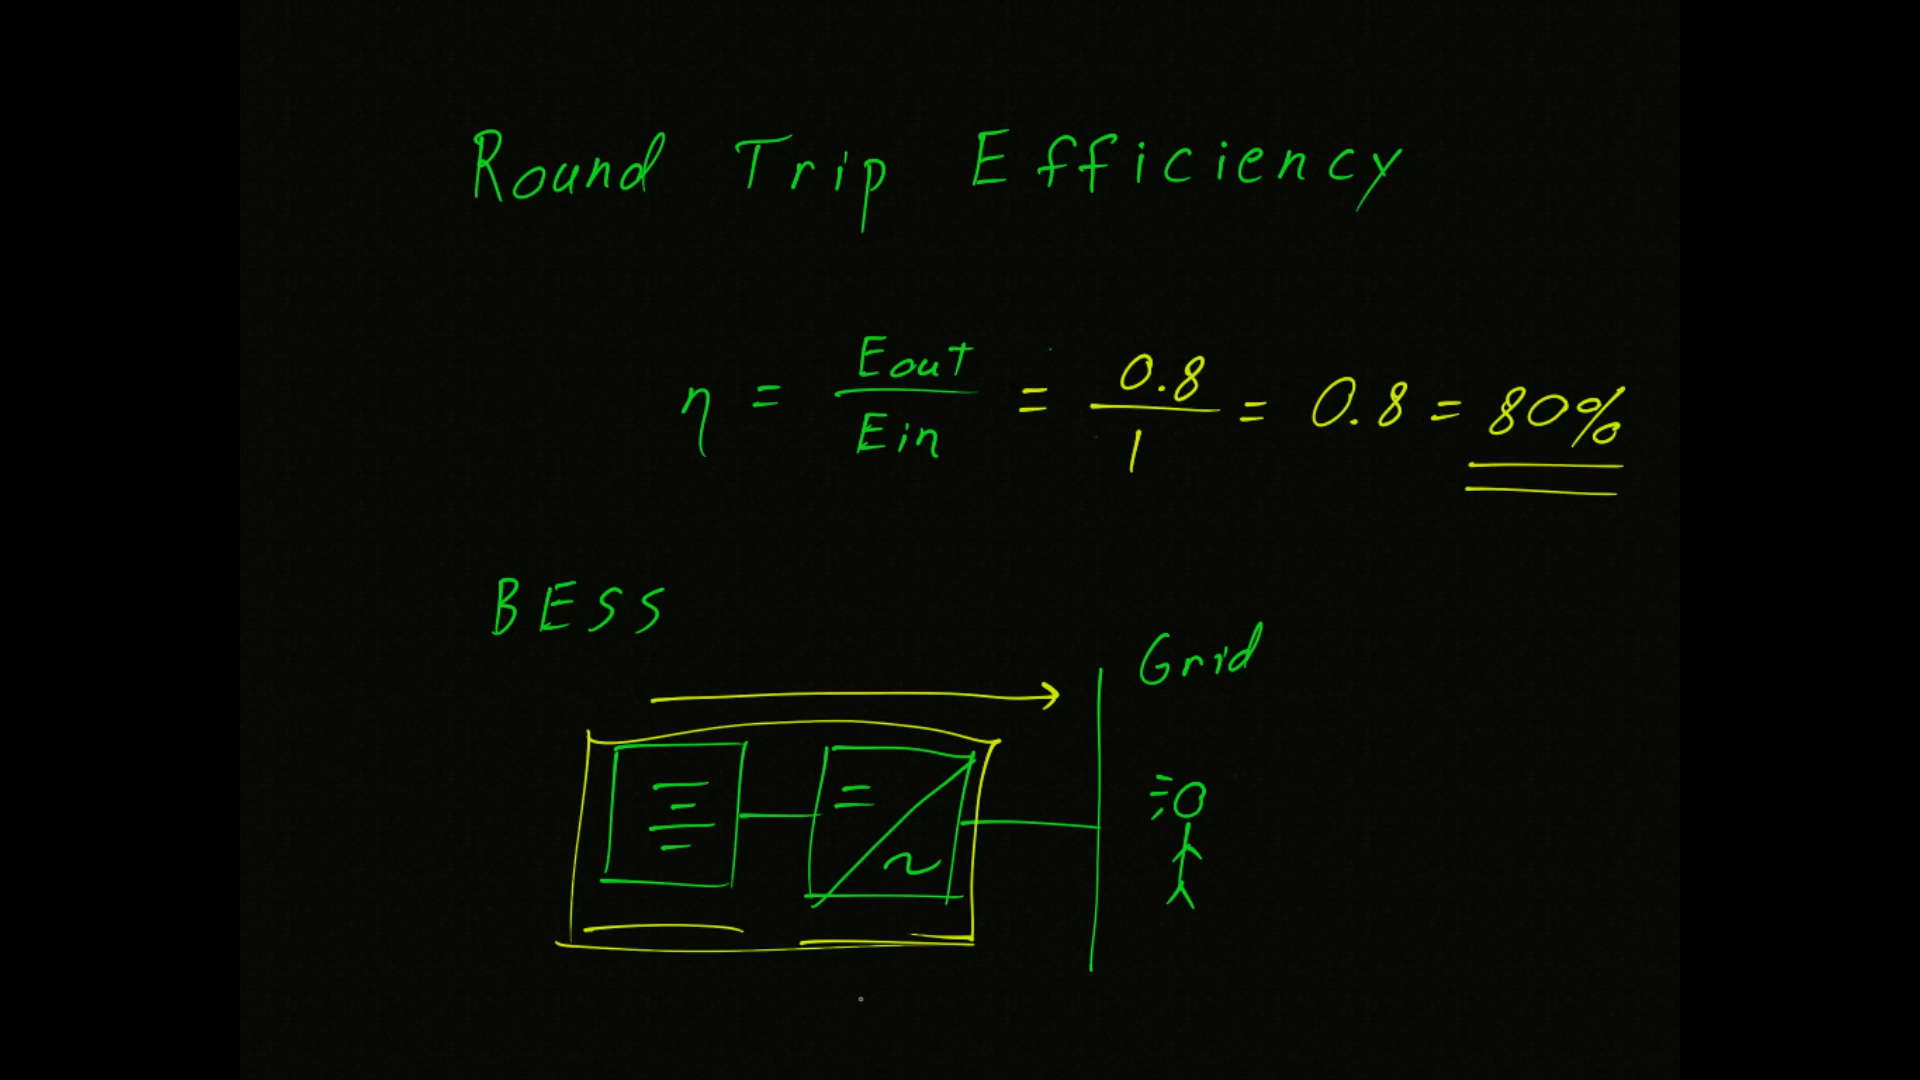 Round Trip Efficiency
η = Eout / Ein = 0.8 / 1 = 0.8 = 80%
BESS
Grid